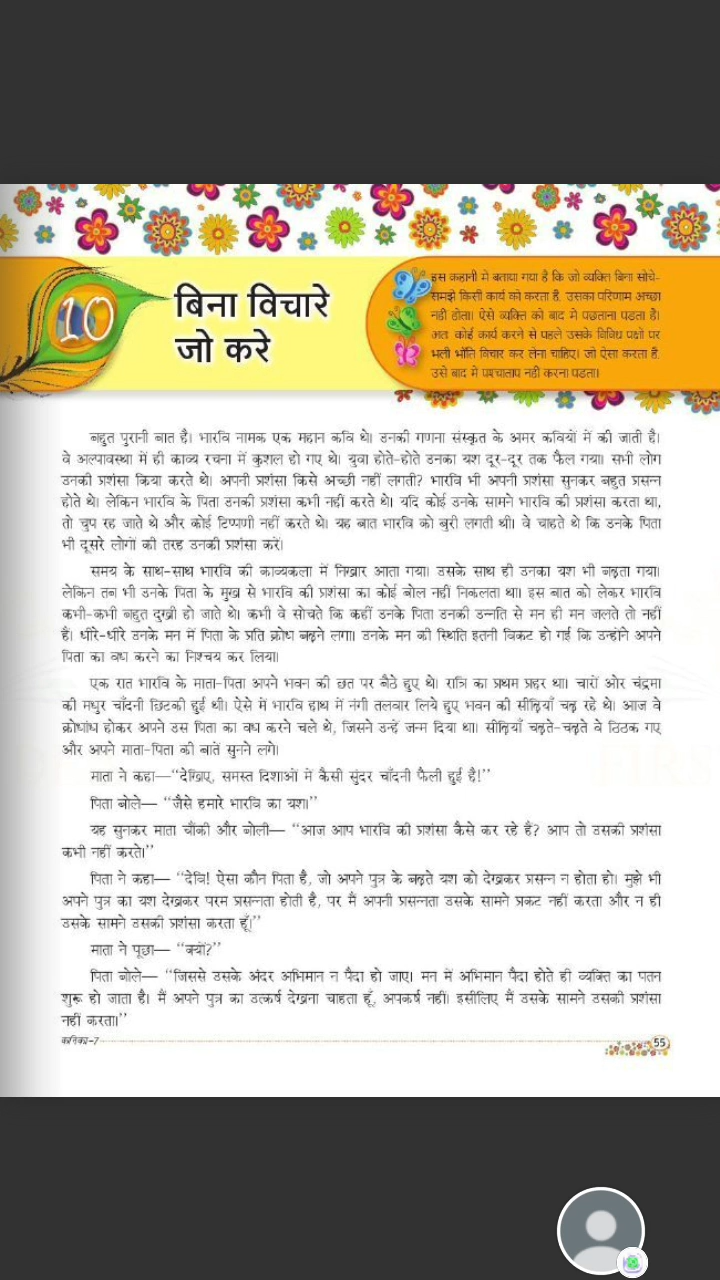 10
बिना विचारे
जो करे
इस कहानी में बताया गया है कि जो व्यक्ति बिना सोचे-
समझे किसी कार्य को करता है, उसका परिणाम अच्छा
नहीं होता। ऐसे व्यक्ति को बाद में पछताना पड़ता है।
अतः कोई कार्य करने से पहले उसके विविध पक्षों पर
भली भाँति विचार कर लेना चाहिए। जो ऐसा करता है,
उसे बाद में पश्चाताप नहीं करना पड़ता।
बहुत पुरानी बात है। भारवि नामक एक महान कवि थे। उनकी गणना संस्कृत के अमर कवियों में की जाती है।
वे अल्पावस्था में ही काव्य रचना में कुशल हो गए थे। युवा होते-होते उनका यश दूर-दूर तक फैल गया। सभी लोग
उनकी प्रशंसा किया करते थे। अपनी प्रशंसा किसे अच्छी नहीं लगती? भारवि भी अपनी प्रशंसा सुनकर बहुत प्रसन्न
होते थे। लेकिन भारवि के पिता उनकी प्रशंसा कभी नहीं करते थे। यदि कोई उनके सामने भारवि की प्रशंसा करता था,
तो चुप रह जाते थे और कोई टिप्पणी नहीं करते थे। यह बात भारवि को बुरी लगती थी। वे चाहते थे कि उनके पिता
भी दूसरे लोगों की तरह उनकी प्रशंसा करें।
समय के साथ-साथ भारवि की काव्यकला में निखार आता गया। उसके साथ ही उनका यश भी बढ़ता गया।
लेकिन तब भी उनके पिता के मुख से भारवि की प्रशंसा का कोई बोल नहीं निकलता था। इस बात को लेकर भारवि
कभी-कभी बहुत दुखी हो जाते थे। कभी वे सोचते कि कहीं उनके पिता उनकी उन्नति से मन ही मन जलते तो नहीं
हैं। धीरे-धीरे उनके मन में पिता के प्रति क्रोध बढ़ने लगा। उनके मन की स्थिति इतनी विकट हो गई कि उन्होंने अपने
पिता का वध करने का निश्चय कर लिया।
एक रात भारवि के माता-पिता अपने भवन की छत पर बैठे हुए थे। रात्रि का प्रथम प्रहर था। चारों ओर चंद्रमा
की मधुर चाँदनी छिटकी हुई थी। ऐसे में भारवि हाथ में नंगी तलवार लिये हुए भवन की सीढ़ियाँ चढ़ रहे थे। आज वे
क्रोधांध होकर अपने उस पिता का वध करने चले थे, जिसने उन्हें जन्म दिया था। सीढ़ियाँ चढ़ते-चढ़ते वे ठिठक गए
और अपने माता-पिता की बातें सुनने लगे।
माता ने कहा—‘‘देखिए, समस्त दिशाओं में कैसी सुंदर चाँदनी फैली हुई है!’’
पिता बोले— ‘‘जैसे हमारे भारवि का यश।’’
यह सुनकर माता चौंकी और बोली— ‘‘आज आप भारवि की प्रशंसा कैसे कर रहे हैं? आप तो उसकी प्रशंसा
कभी नहीं करते।’’
पिता ने कहा— ‘‘देवि! ऐसा कौन पिता है, जो अपने पुत्र के बढ़ते यश को देखकर प्रसन्न न होता हो। मुझे भी
अपने पुत्र का यश देखकर परम प्रसन्नता होती है, पर मैं अपनी प्रसन्नता उसके सामने प्रकट नहीं करता और न ही
उसके सामने उसकी प्रशंसा करता हूँ।’’
माता ने पूछा— ‘‘क्यों?’’
पिता बोले— ‘‘जिससे उसके अंदर अभिमान न पैदा हो जाए। मन में अभिमान पैदा होते ही व्यक्ति का पतन
शुरू हो जाता है। मैं अपने पुत्र का उत्कर्ष देखना चाहता हूँ, अपकर्ष नहीं। इसीलिए मैं उसके सामने उसकी प्रशंसा
नहीं करता।’’
कनिका-7
55